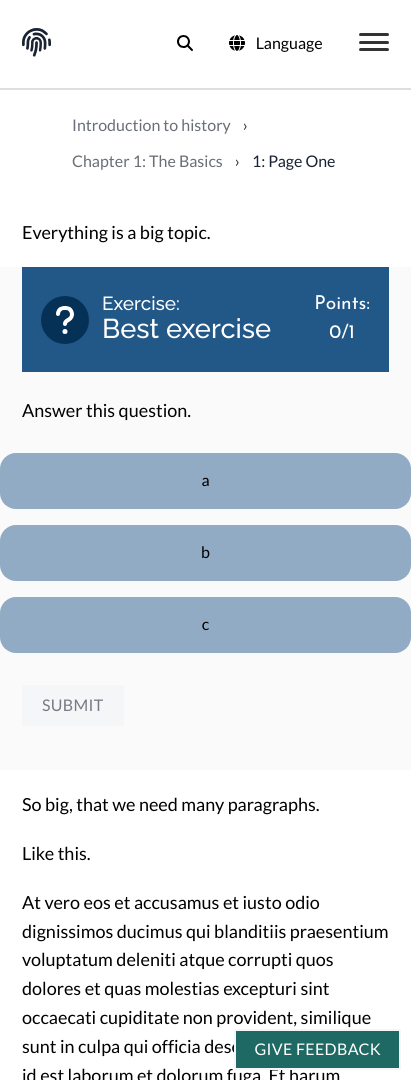 Language
Introduction to history ›
Chapter 1: The Basics › 1: Page One
Everything is a big topic.
Exercise:
Best exercise
Points:
0/1
Answer this question.
a
b
c
SUBMIT
So big, that we need many paragraphs.
Like this.
At vero eos et accusamus et iusto odio
dignissimos ducimus qui blanditiis praesentium
voluptatum deleniti atque corrupti quos
dolores et quas molestias excepturi sint
occaecati cupiditate non provident, similique
sunt in culpa qui officia
GIVE FEEDBACK
id est laborum et dolorum fuga. Et harum